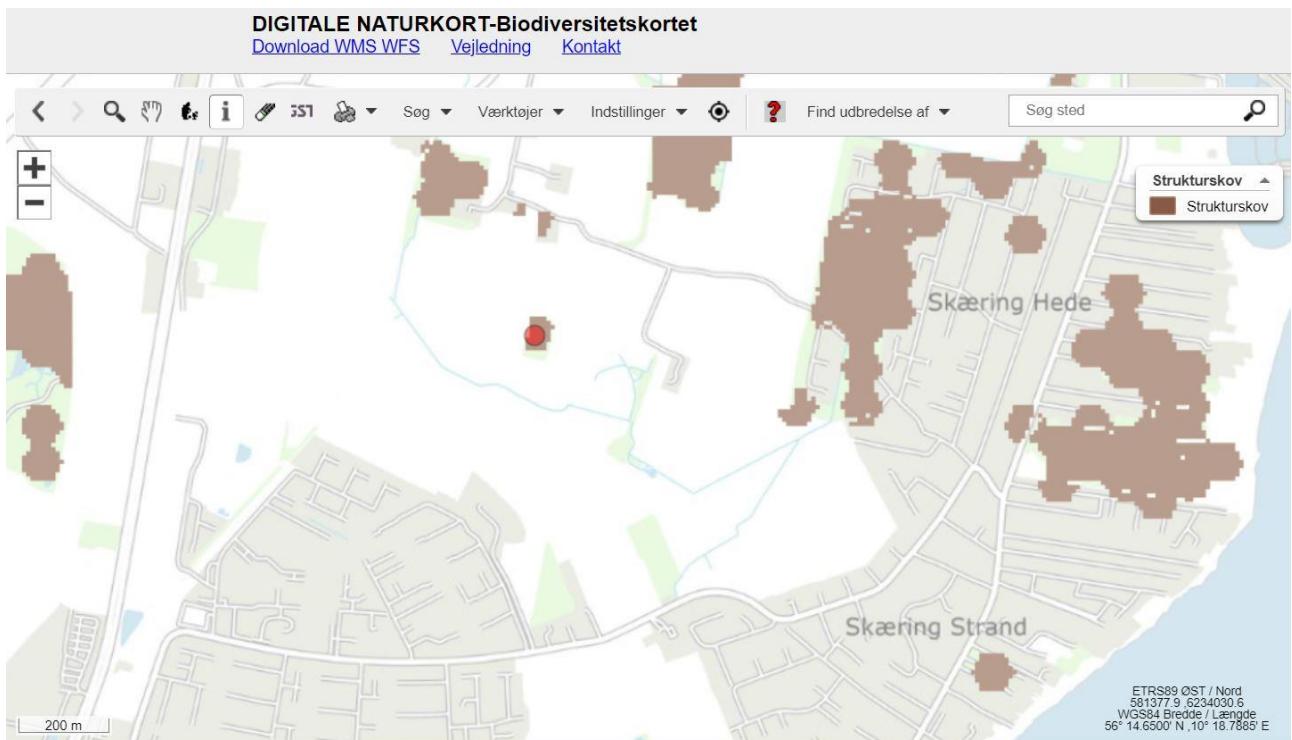 DIGITALE NATURKORT-Biodiversitetskortet
Download WMS WFS Vejledning Kontakt
i Søg Værktøjer Indstillinger ? Find udbredelse af Søg sted
+
−
Strukturskov
Strukturskov
Skæring Hede
Skæring Strand
200 m
ETRS89 ØST / Nord
581377.9 ,6234030.6
WGS84 Bredde / Længde
56° 14.6500' N ,10° 18.7885' E